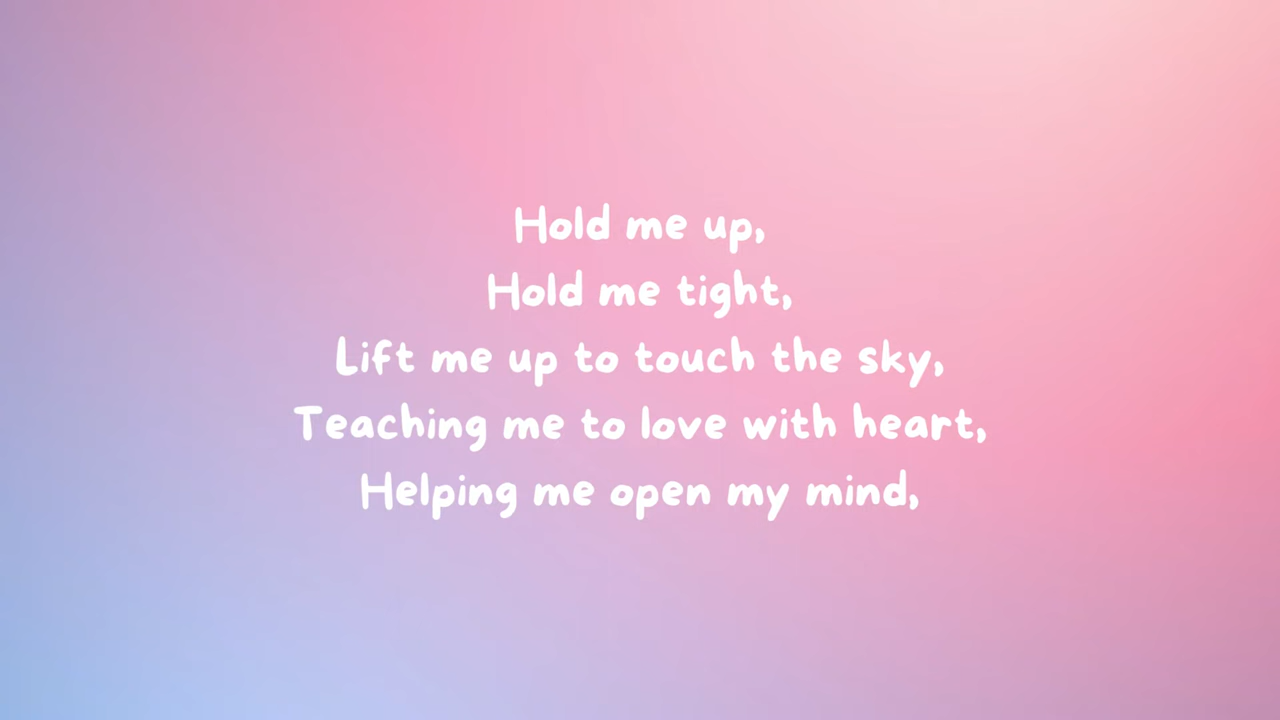 Hold me up,
Hold me tight,
Lift me up to touch the sky,
Teaching me to love with heart,
Helping me open my mind,